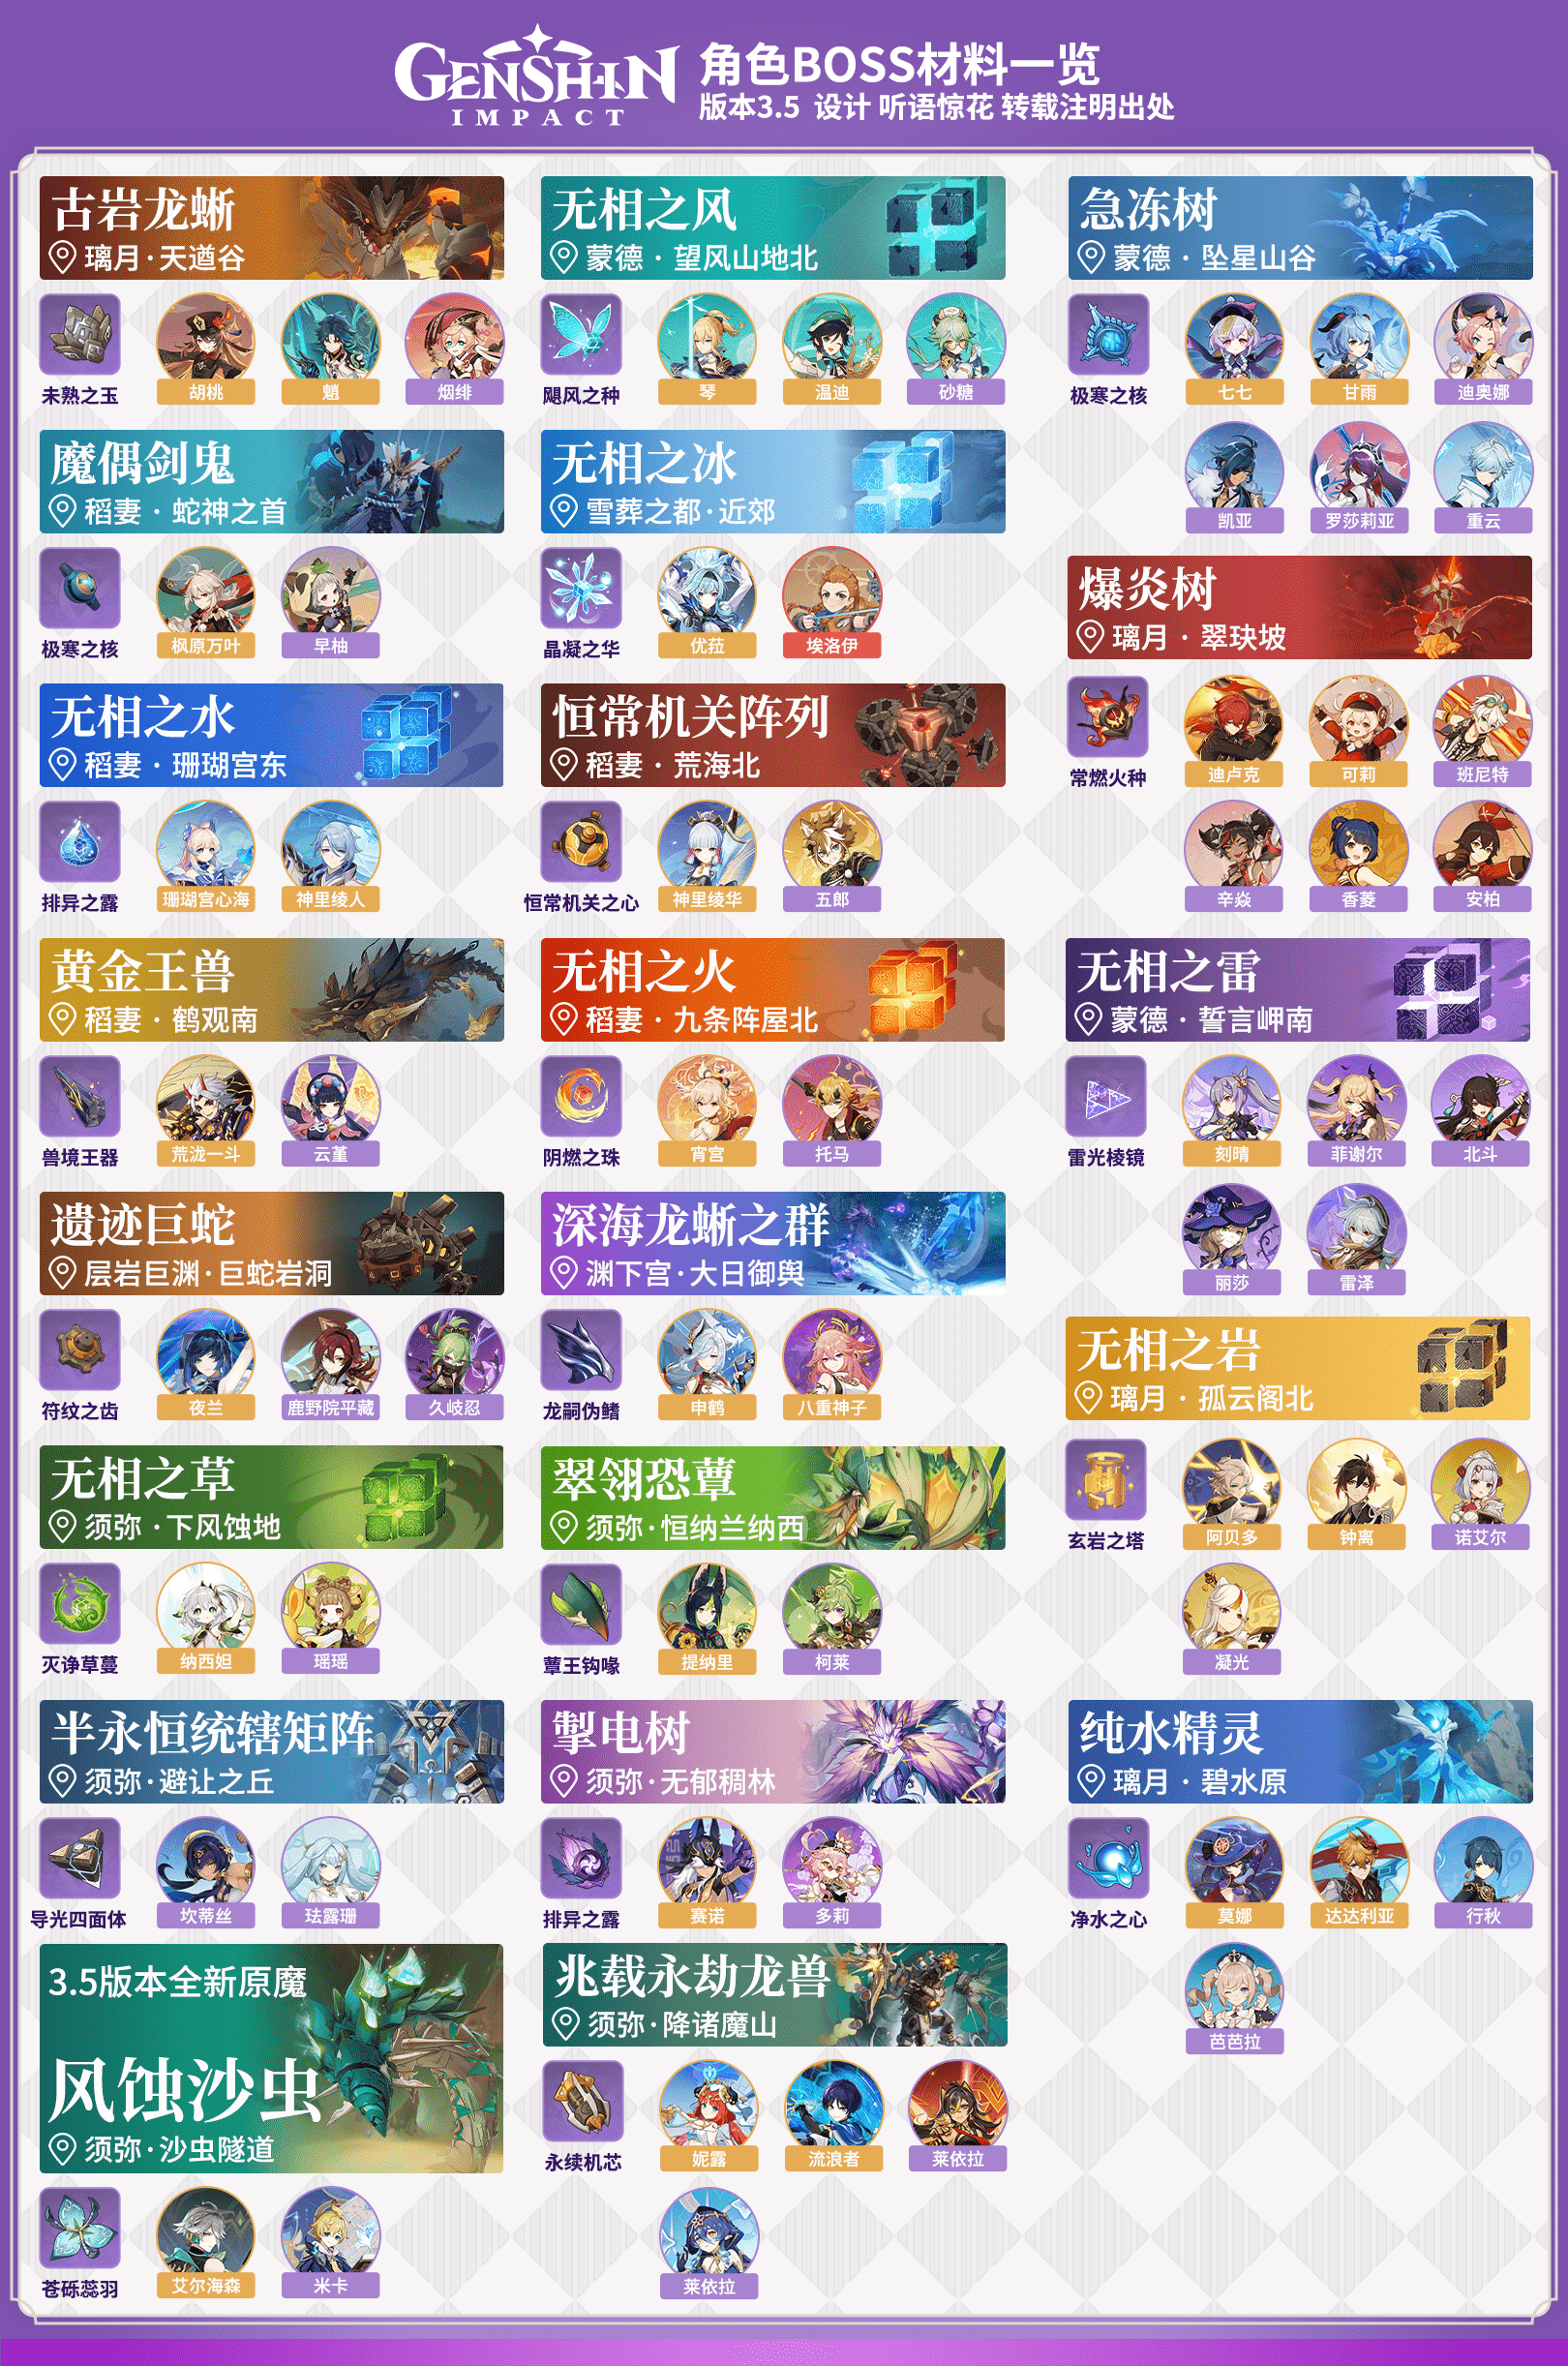 GENSHIN
IMPACT
角色BOSS材料一览
版本3.5 设计 听语惊花 转载注明出处
古岩龙蜥
璃月·天遒谷
未熟之玉
胡桃
魈
烟绯
魔偶剑鬼
稻妻·蛇神之首
极寒之核
枫原万叶
早柚
无相之水
稻妻·珊瑚宫东
排异之露
珊瑚宫心海
神里绫人
黄金王兽
稻妻·鹤观南
兽境王器
荒泷一斗
云堇
遗迹巨蛇
层岩巨渊·巨蛇岩洞
符纹之齿
夜兰
鹿野院平藏
久岐忍
无相之草
须弥·下风蚀地
灭诤草蔓
纳西妲
瑶瑶
半永恒统辖矩阵
须弥·避让之丘
导光四面体
坎蒂丝
珐露珊
3.5版本全新原魔
风蚀沙虫
须弥·沙虫隧道
苍砾蕊羽
艾尔海森
米卡
无相之风
蒙德·望风山地北
飓风之种
琴
温迪
砂糖
无相之冰
雪葬之都·近郊
晶凝之华
优菈
埃洛伊
恒常机关阵列
稻妻·荒海北
恒常机关之心
神里绫华
五郎
无相之火
稻妻·九条阵屋北
阴燃之珠
宵宫
托马
深海龙蜥之群
渊下宫·大日御舆
龙嗣伪鳍
申鹤
八重神子
翠翎恐蕈
须弥·恒纳兰纳西
蕈王钩喙
提纳里
柯莱
掣电树
须弥·无郁稠林
排异之露
赛诺
多莉
兆载永劫龙兽
须弥·降诸魔山
永续机芯
妮露
流浪者
莱依拉
莱依拉
急冻树
蒙德·坠星山谷
极寒之核
七七
甘雨
迪奥娜
凯亚
罗莎莉亚
重云
爆炎树
璃月·翠玦坡
常燃火种
迪卢克
可莉
班尼特
辛焱
香菱
安柏
无相之雷
蒙德·誓言岬南
雷光棱镜
刻晴
菲谢尔
北斗
丽莎
雷泽
无相之岩
璃月·孤云阁北
玄岩之塔
阿贝多
钟离
诺艾尔
凝光
纯水精灵
璃月·碧水原
净水之心
莫娜
达达利亚
行秋
芭芭拉